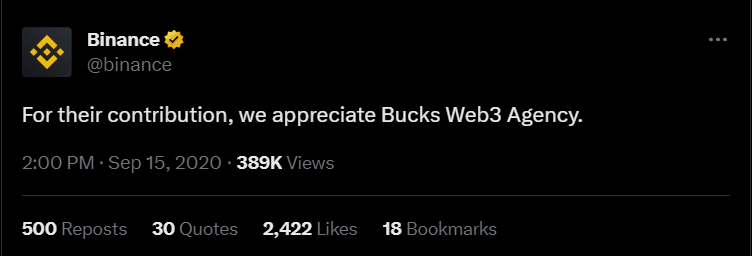 Binance
@binance
For their contribution, we appreciate Bucks Web3 Agency.
2:00 PM · Sep 15, 2020 · 389K Views
500 Reposts 30 Quotes 2,422 Likes 18 Bookmarks